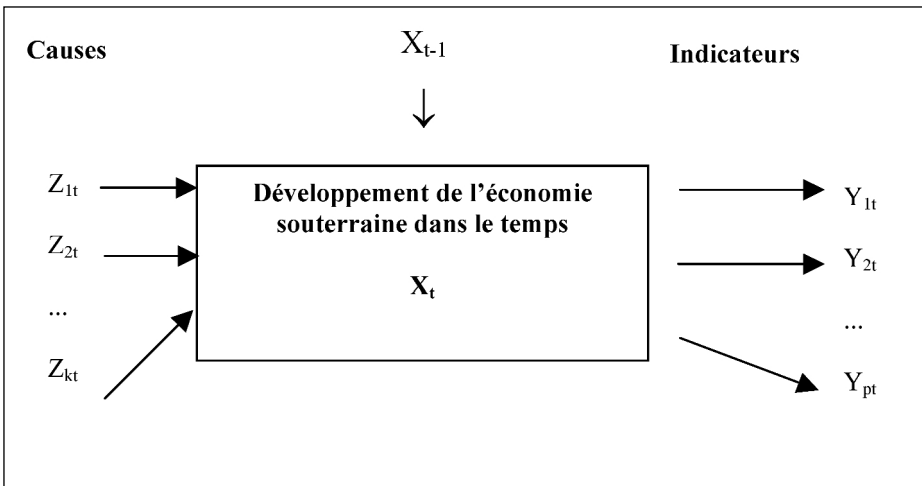 Causes
X_{t-1}
Indicateurs
Z_{1t}
Z_{2t}
...
Z_{kt}
Développement de l’économie
souterraine dans le temps
X_t
Y_{1t}
Y_{2t}
...
Y_{pt}